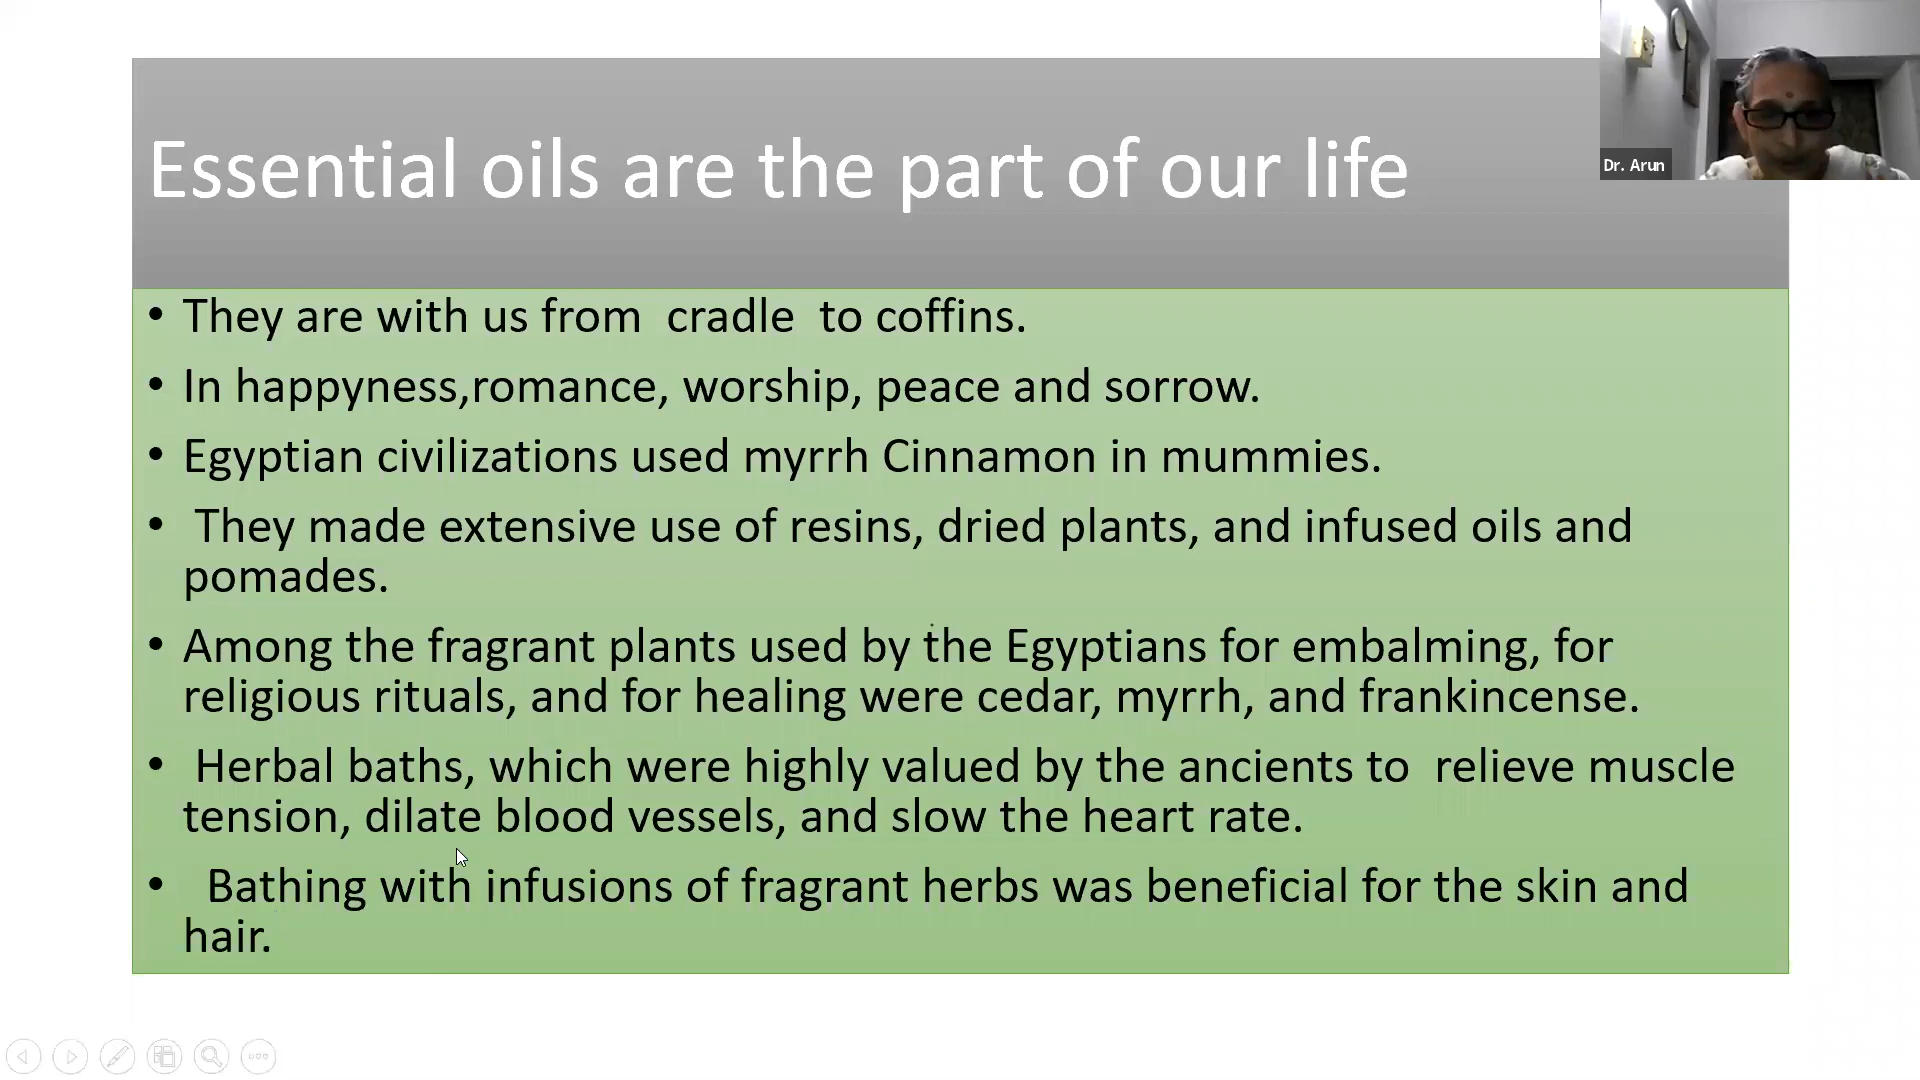 Essential oils are the part of our life
Dr. Arun
• They are with us from  cradle  to coffins.
• In happyness,romance, worship, peace and sorrow.
• Egyptian civilizations used myrrh Cinnamon in mummies.
•  They made extensive use of resins, dried plants, and infused oils and
pomades.
• Among the fragrant plants used by the Egyptians for embalming, for
religious rituals, and for healing were cedar, myrrh, and frankincense.
•  Herbal baths, which were highly valued by the ancients to  relieve muscle
tension, dilate blood vessels, and slow the heart rate.
•   Bathing with infusions of fragrant herbs was beneficial for the skin and
hair.